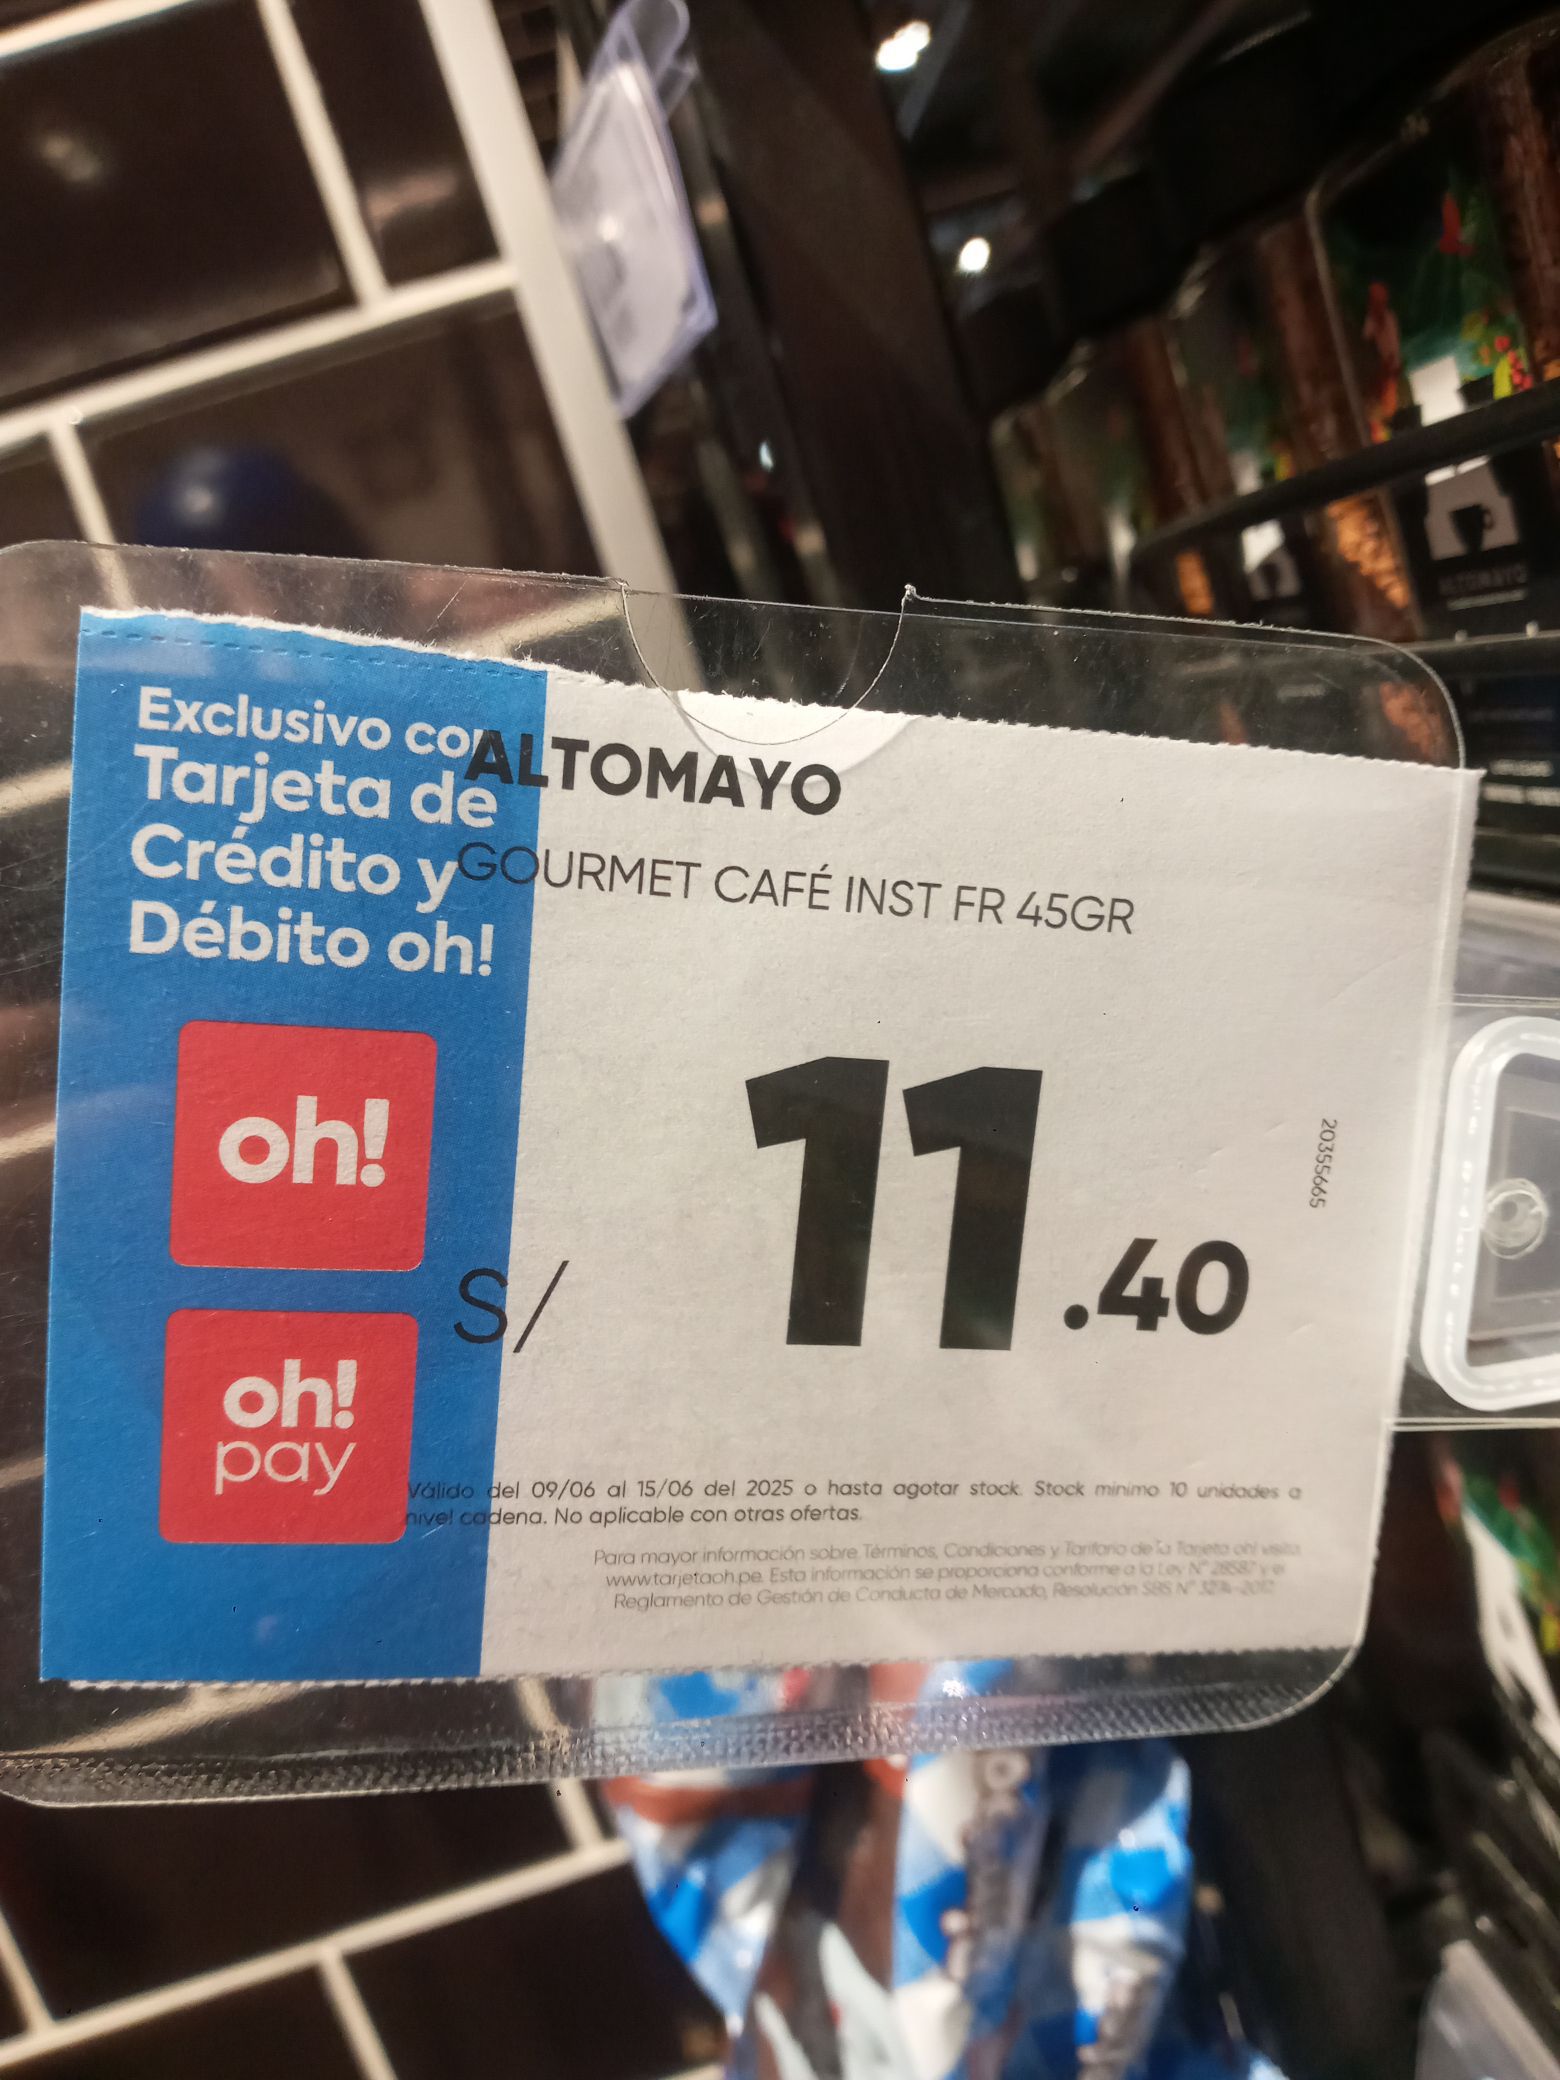 Exclusivo con
Tarjeta de
Crédito y
Débito oh!
oh!
oh!
pay
ALTOMAYO
GOURMET CAFÉ INST FR 45GR
S/ 11.40
20355665
Válido del 09/06 al 15/06 del 2025 o hasta agotar stock. Stock mínimo 10 unidades a
nivel cadena. No aplicable con otras ofertas.
Para mayor información sobre Términos, Condiciones y Tarifario de la Tarjeta oh! visita
www.tarjetaoh.pe. Esta información se proporciona conforme a la Ley N° 28587 y el
Reglamento de Gestión de Conducta de Mercado, Resolución SBS N° 3274-2017.
ALTOMAYO